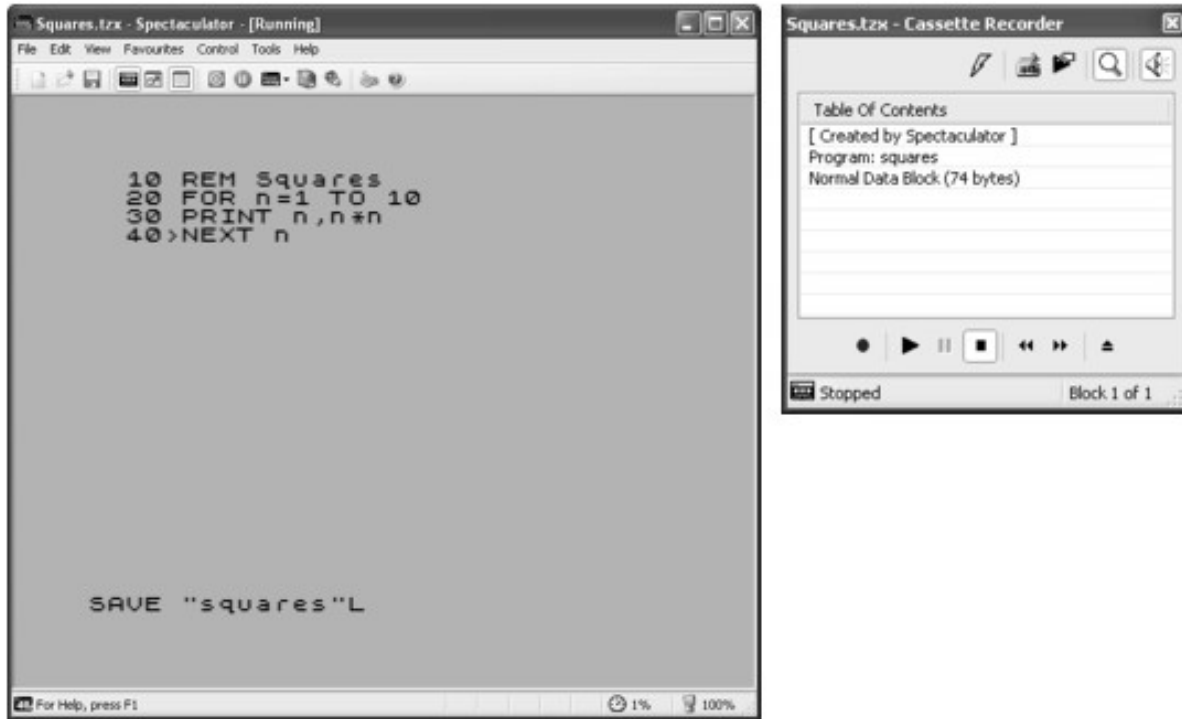 Squares.tzx - Spectaculator - [Running]
File Edit View Favourites Control Tools Help
10 REM Squares
20 FOR n=1 TO 10
30 PRINT n,n*n
40>NEXT n
SAVE "squares"L
For Help, press F1
1%
100%
Squares.tzx - Cassette Recorder
Table Of Contents
[ Created by Spectaculator ]
Program: squares
Normal Data Block (74 bytes)
Stopped
Block 1 of 1